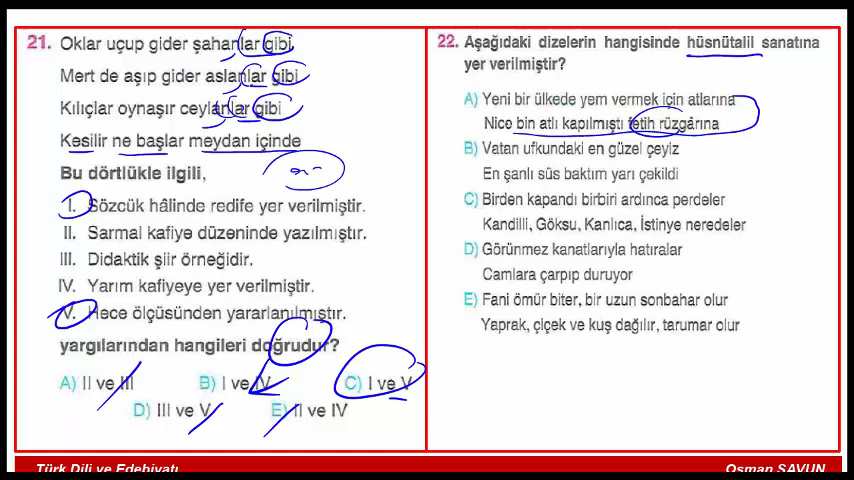 21. Oklar uçup gider şahanlar gibi
Mert de aşıp gider aslanlar gibi
Kılıçlar oynaşır ceylanlar gibi
Kesilir ne başlar meydan içinde
Bu dörtlükle ilgili,
I. Sözcük hâlinde redife yer verilmiştir.
II. Sarmal kafiye düzeninde yazılmıştır.
III. Didaktik şiir örneğidir.
IV. Yarım kafiyeye yer verilmiştir.
V. Hece ölçüsünden yararlanılmıştır.
yargılarından hangileri doğrudur?
A) II ve III B) I ve IV C) I ve V
D) III ve V E) II ve IV
22. Aşağıdaki dizelerin hangisinde hüsnütalil sanatına
yer verilmiştir?
A) Yeni bir ülkede yem vermek için atlarına
Nice bin atlı kapılmıştı fetih rüzgârına
B) Vatan ufkundaki en güzel çeyiz
En şanlı süs baktım yarı çekildi
C) Birden kapandı birbiri ardınca perdeler
Kandilli, Göksu, Kanlıca, İstinye neredeler
D) Görünmez kanatlarıyla hatıralar
Camlara çarpıp duruyor
E) Fani ömür biter, bir uzun sonbahar olur
Yaprak, çiçek ve kuş dağılır, tarumar olur
Türk Dili ve Edebiyatı Osman SAVUN